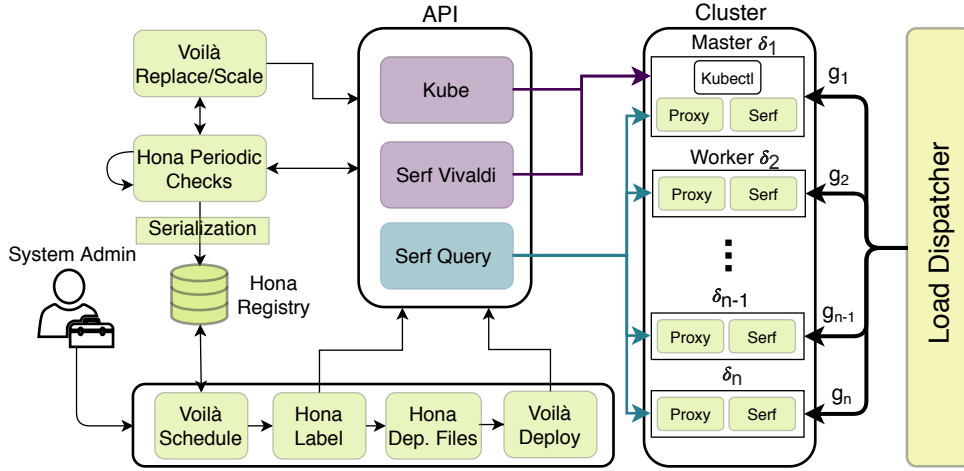 API
Cluster
Voilà
Replace/Scale
Hona Periodic
Checks
Serialization
System Admin
Hona
Registry
Kube
Serf Vivaldi
Serf Query
Voilà
Schedule
Hona
Label
Hona
Dep. Files
Voilà
Deploy
Master δ1
Kubectl
Proxy
Serf
Worker δ2
Proxy
Serf
δn-1
Proxy
Serf
δn
Proxy
Serf
g1
g2
gn-1
gn
Load Dispatcher